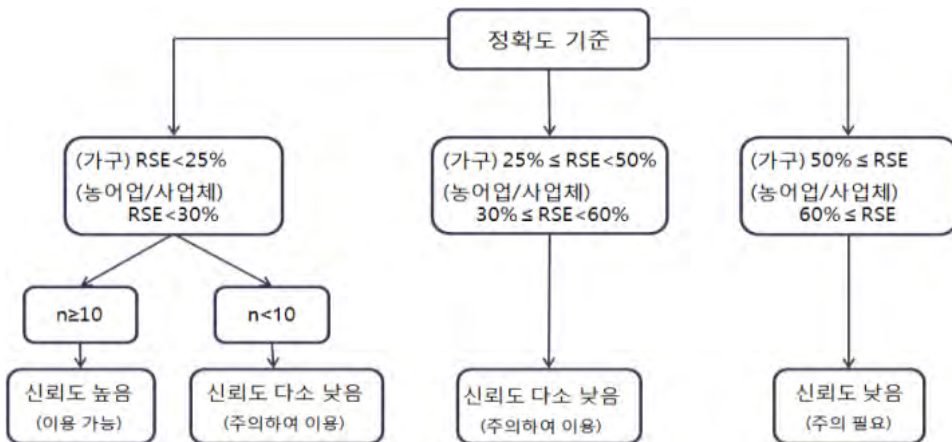 정확도 기준
(가구) RSE<25%
(농어업/사업체)
RSE<30%
(가구) 25%≤RSE<50%
(농어업/사업체)
30%≤RSE<60%
(가구) 50%≤RSE
(농어업/사업체)
60%≤RSE
n≥10
n<10
신뢰도 높음
(이용 가능)
신뢰도 다소 낮음
(주의하여 이용)
신뢰도 다소 낮음
(주의하여 이용)
신뢰도 낮음
(주의 필요)